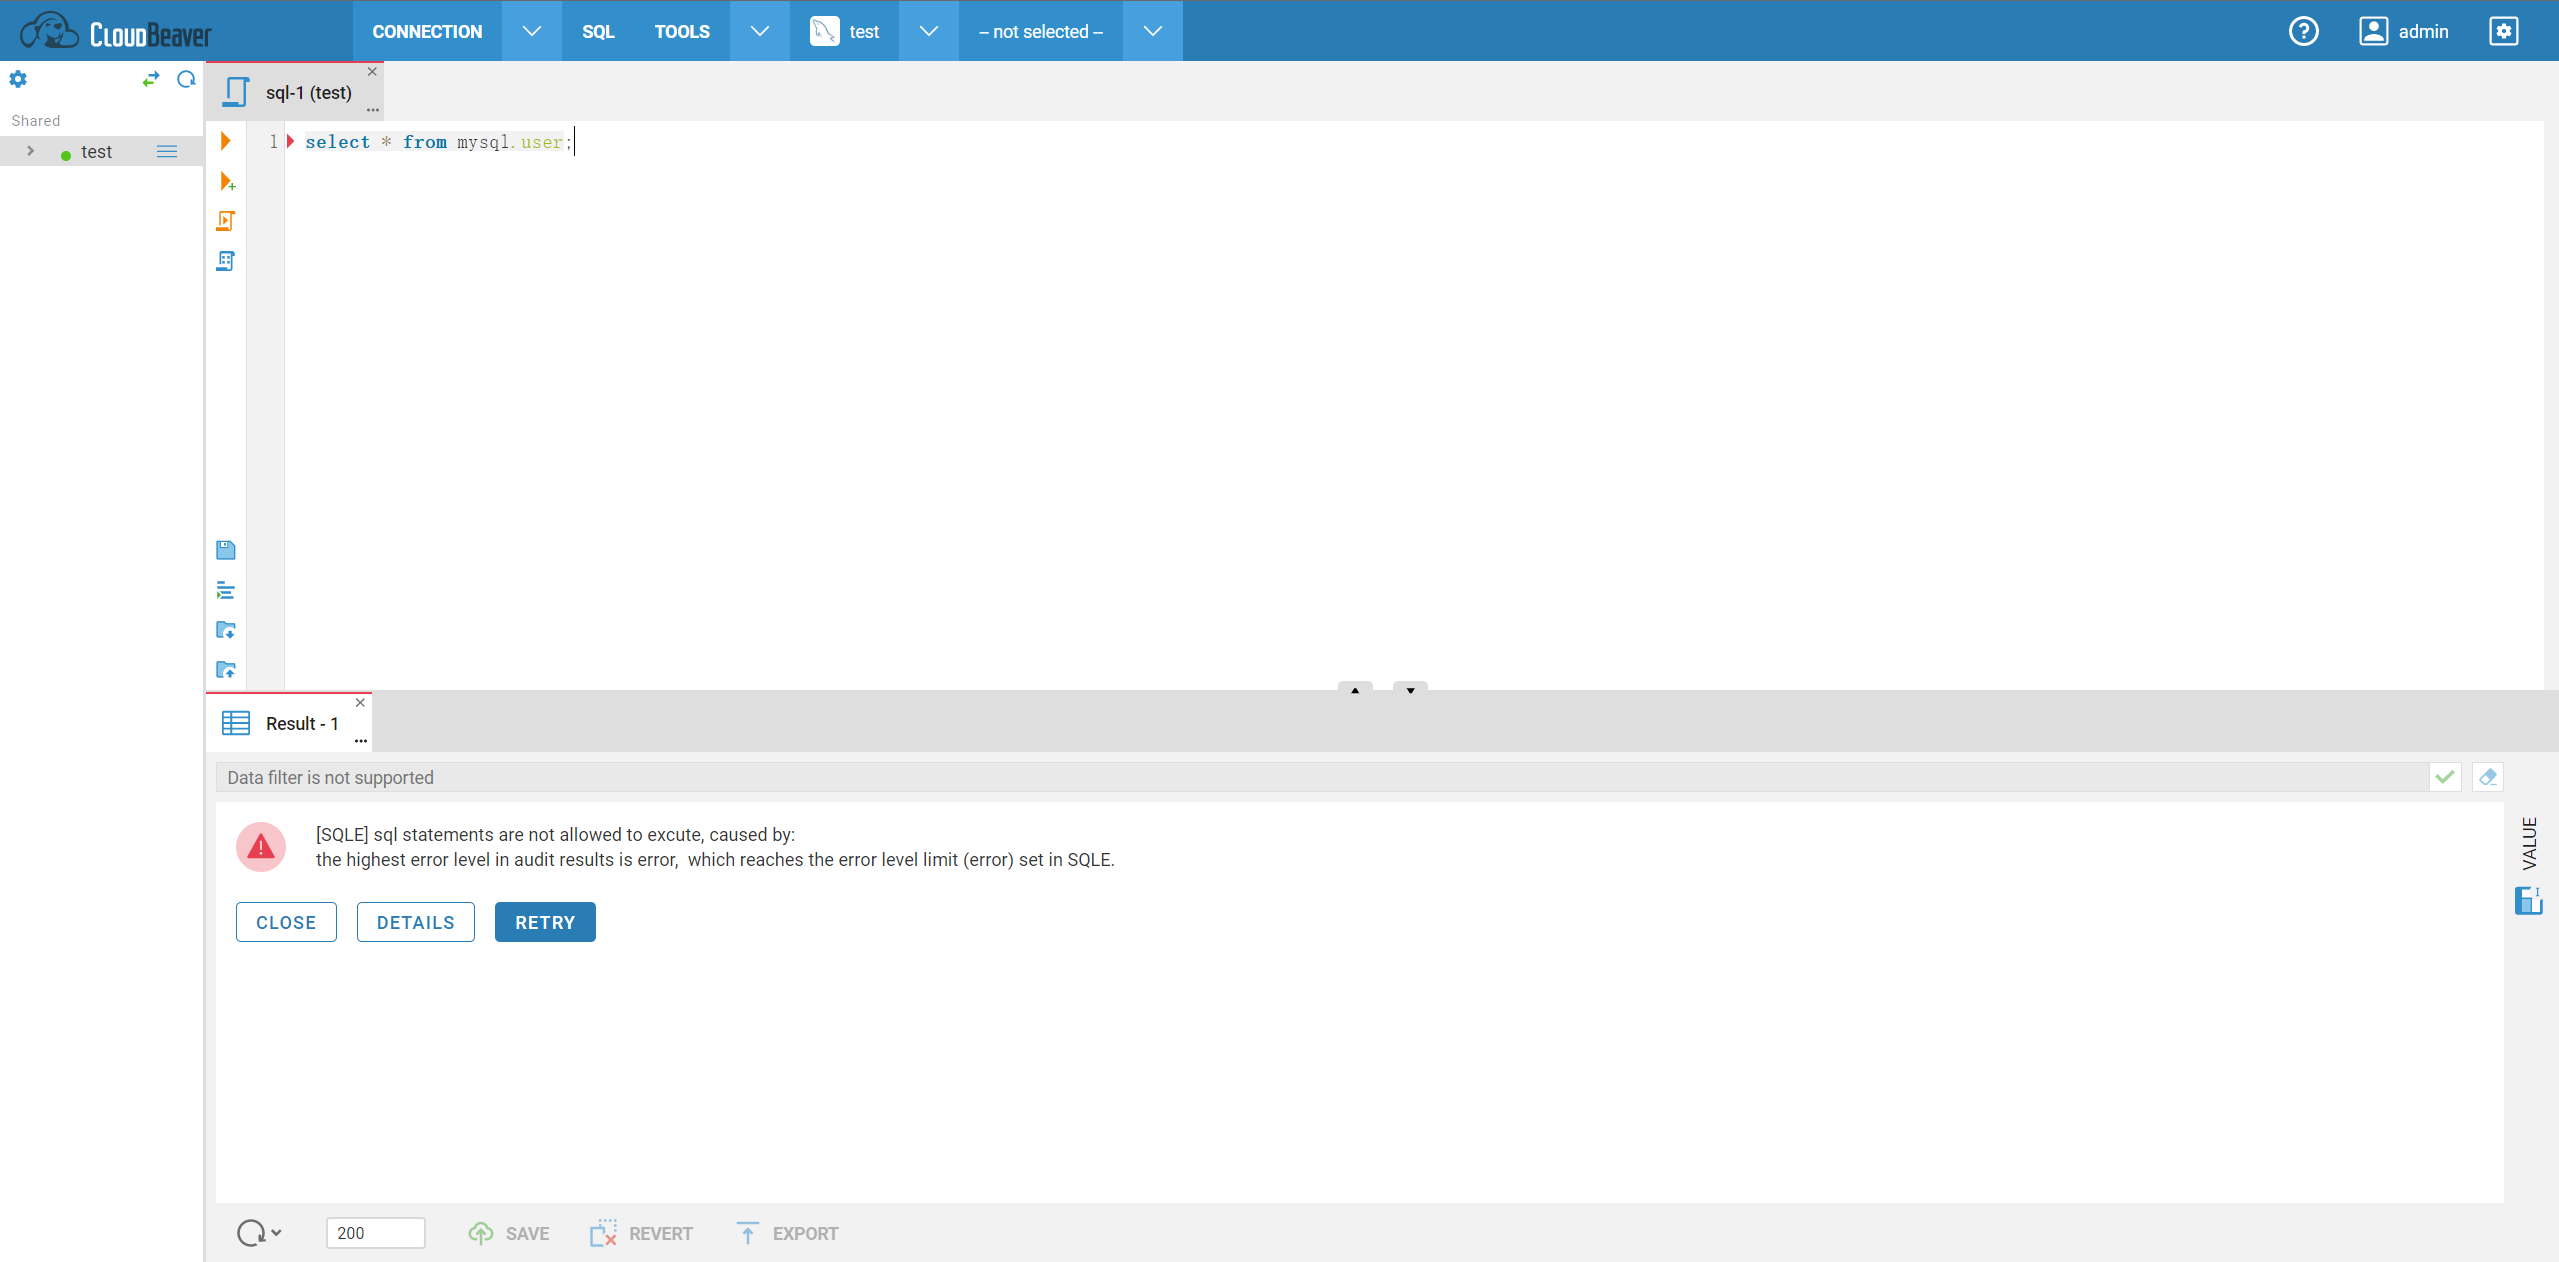 CLOUDBEAVER
CONNECTION
SQL
TOOLS
test
– not selected –
admin
Shared
test
sql-1 (test)
1 select * from mysql.user;
Result - 1
Data filter is not supported
[SQLE] sql statements are not allowed to excute, caused by:
the highest error level in audit results is error,  which reaches the error level limit (error) set in SQLE.
CLOSE
DETAILS
RETRY
VALUE
200
SAVE
REVERT
EXPORT